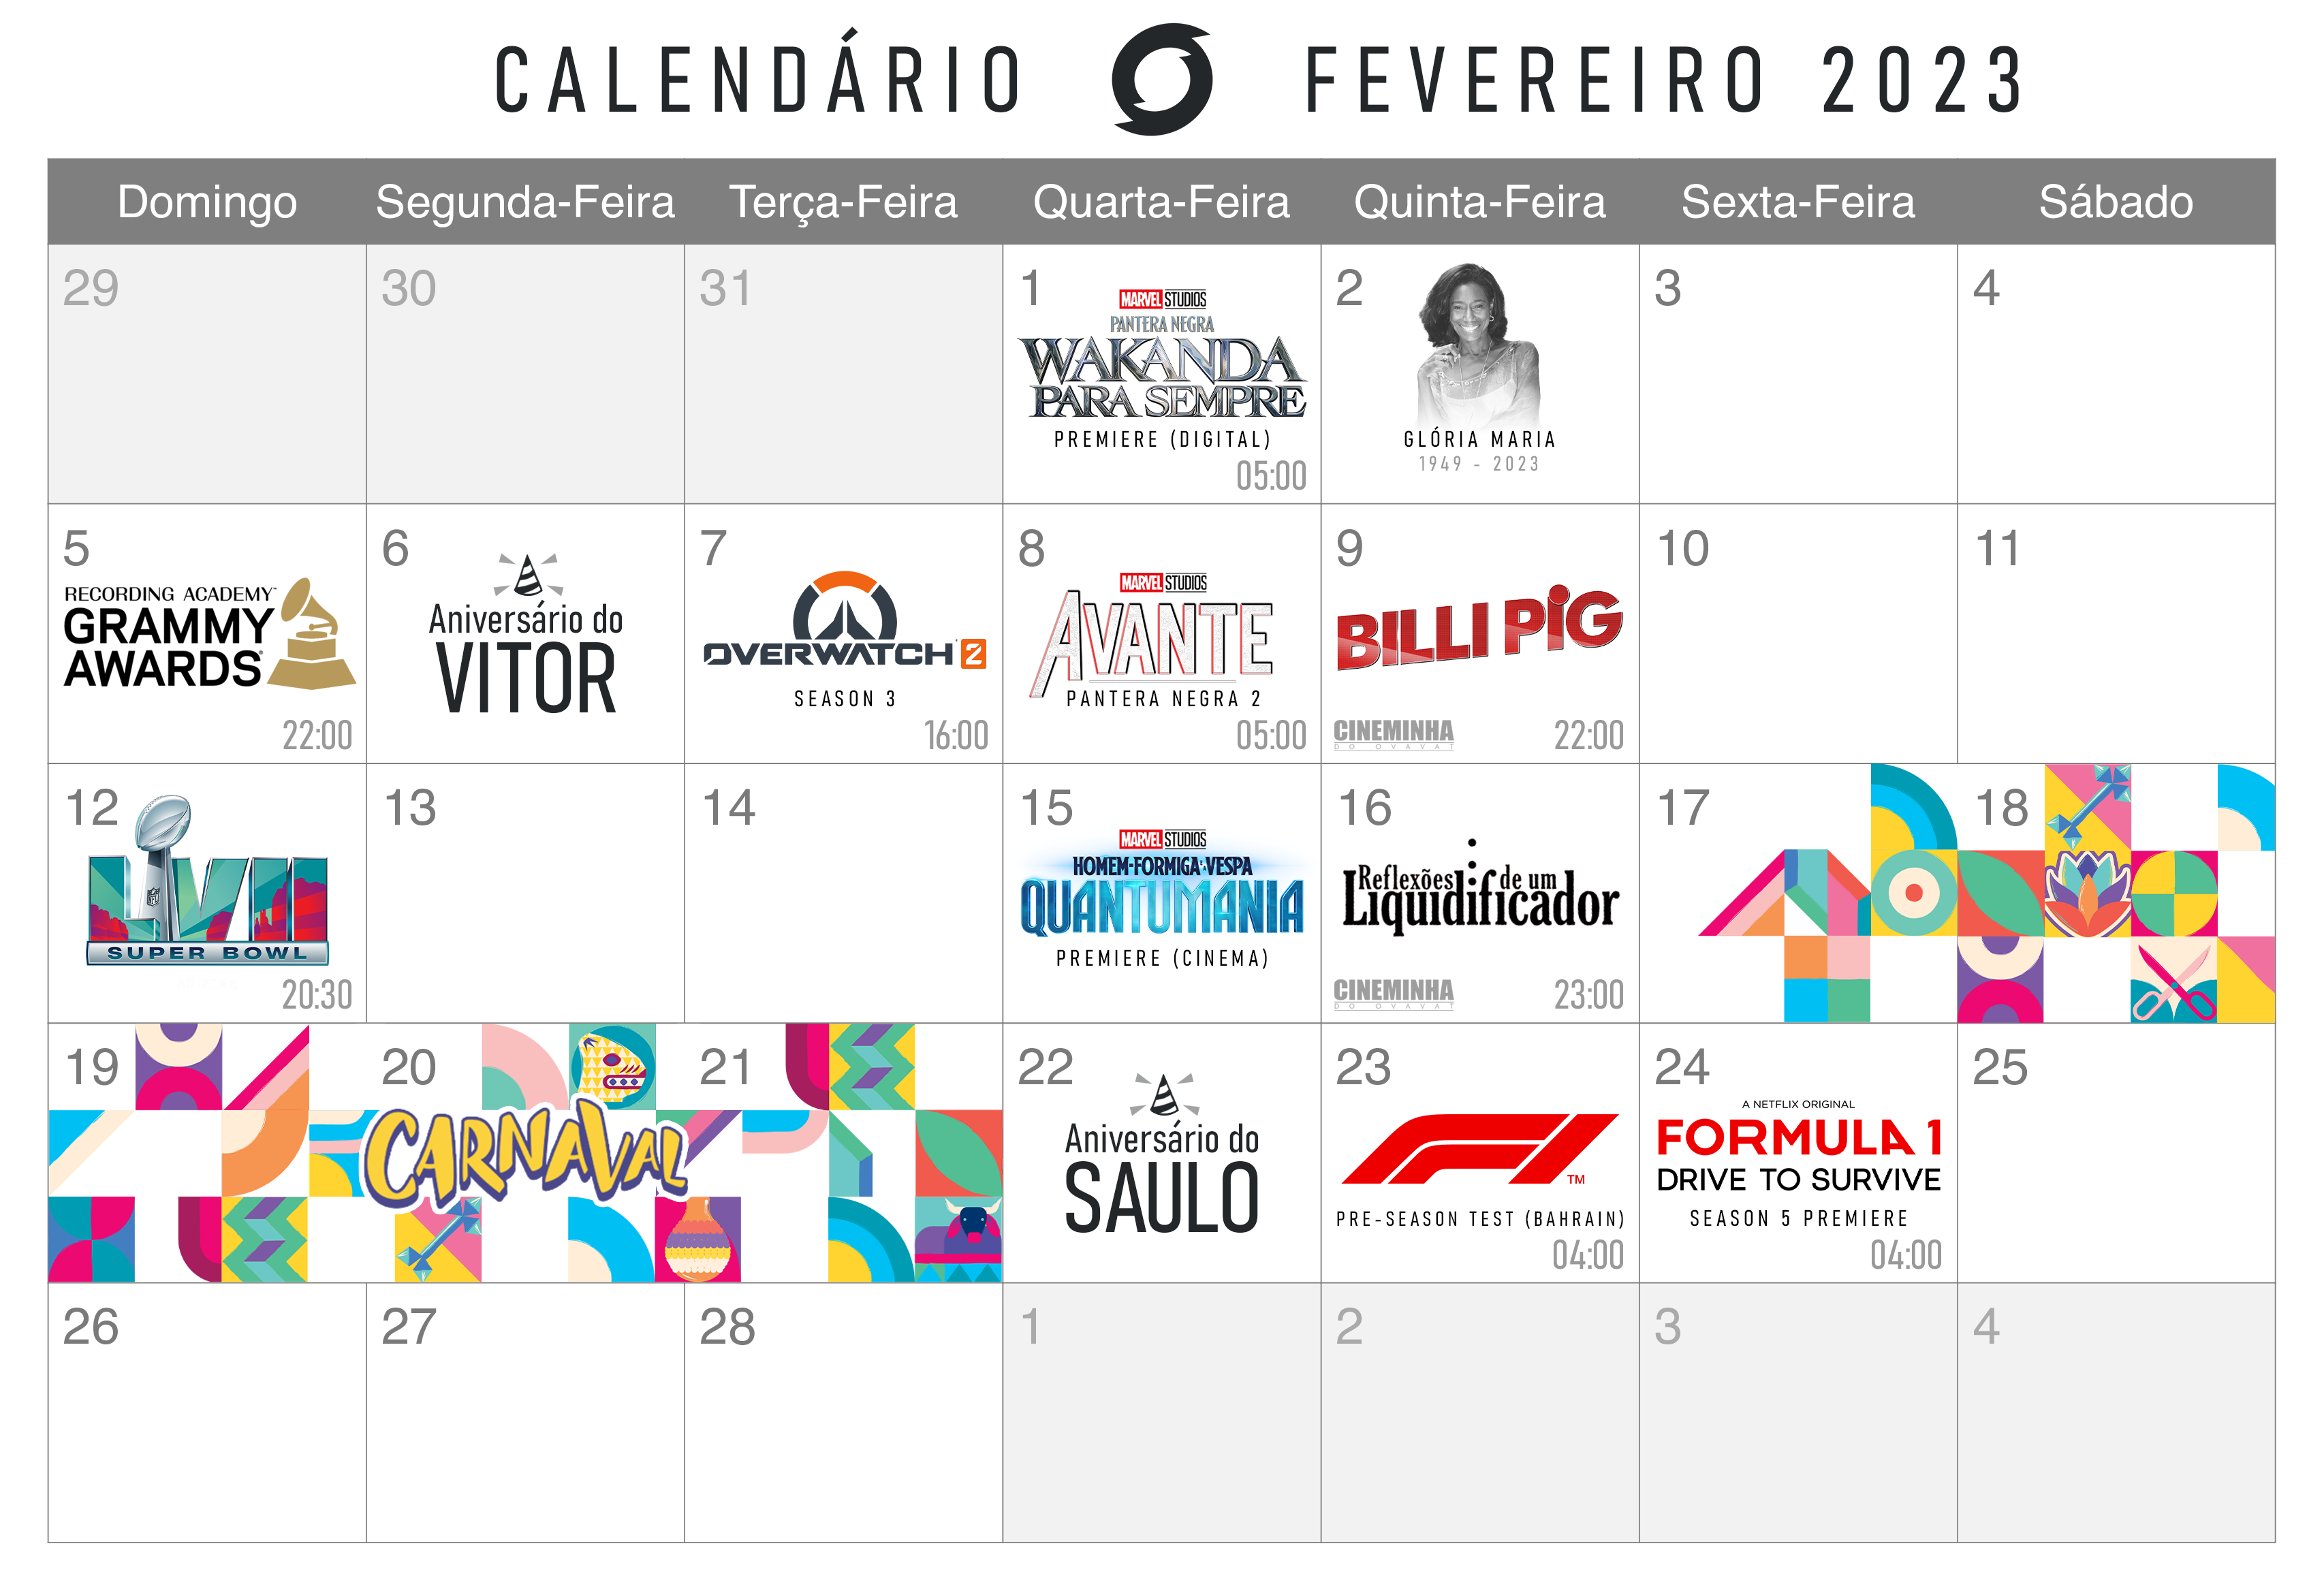 CALENDÁRIO FEVEREIRO 2023
Domingo Segunda-Feira Terça-Feira Quarta-Feira Quinta-Feira Sexta-Feira Sábado
29
30
31
1
MARVEL STUDIOS
PANTERA NEGRA
WAKANDA
PARA SEMPRE
PREMIERE (DIGITAL)
05:00
2
GLÓRIA MARIA
1949 - 2023
3
4
5
RECORDING ACADEMY™
GRAMMY
AWARDS
22:00
6
Aniversário do
VITOR
7
OVERWATCH 2
SEASON 3
16:00
8
MARVEL STUDIOS
AVANTE
PANTERA NEGRA 2
05:00
9
BILLI PIG
CINEMINHA
DO OVAVAT
22:00
10
11
12
LVII
NFL
SUPER BOWL
20:30
13
14
15
MARVEL STUDIOS
HOMEM-FORMIGA E A VESPA
QUANTUMANIA
PREMIERE (CINEMA)
16
Reflexões de um
Liquidificador
CINEMINHA
DO OVAVAT
23:00
17
18
19
20
CARNAVAL
21
22
Aniversário do
SAULO
23
F1™
PRE-SEASON TEST (BAHRAIN)
04:00
24
A NETFLIX ORIGINAL
FORMULA 1
DRIVE TO SURVIVE
SEASON 5 PREMIERE
04:00
25
26
27
28
1
2
3
4